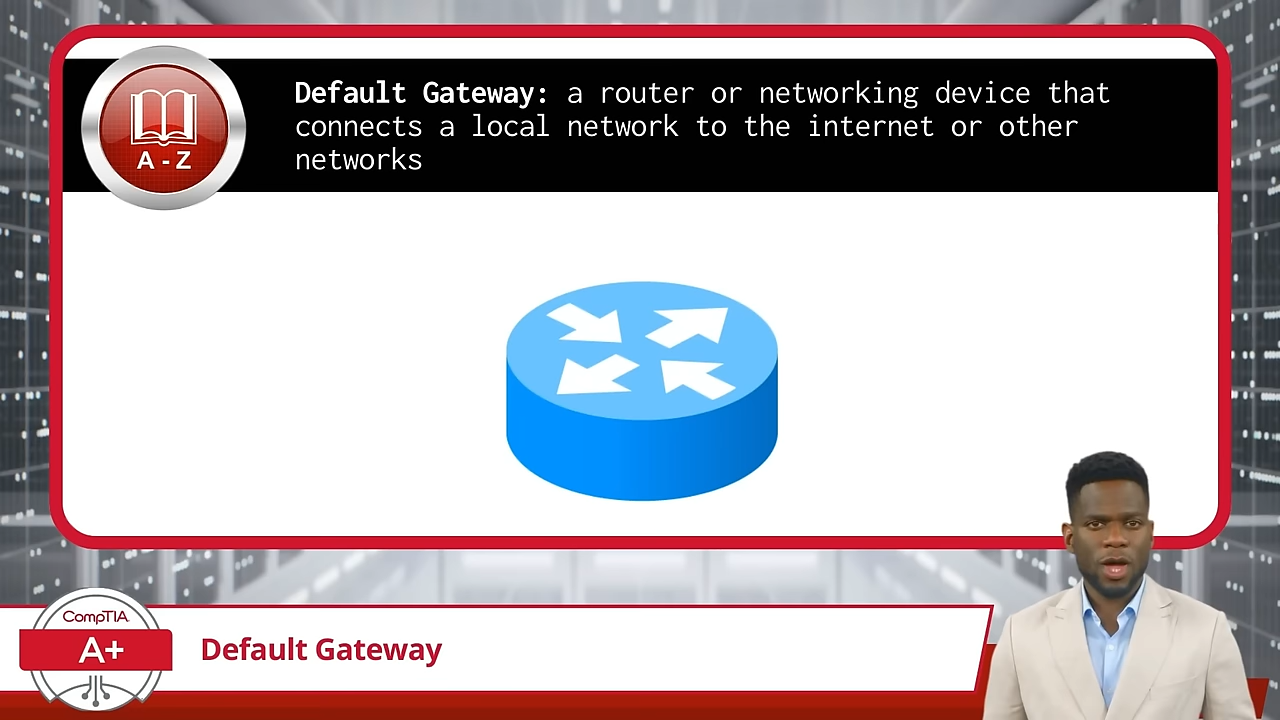 Default Gateway: a router or networking device that
connects a local network to the internet or other
networks
A - Z
CompTIA
A+
Default Gateway